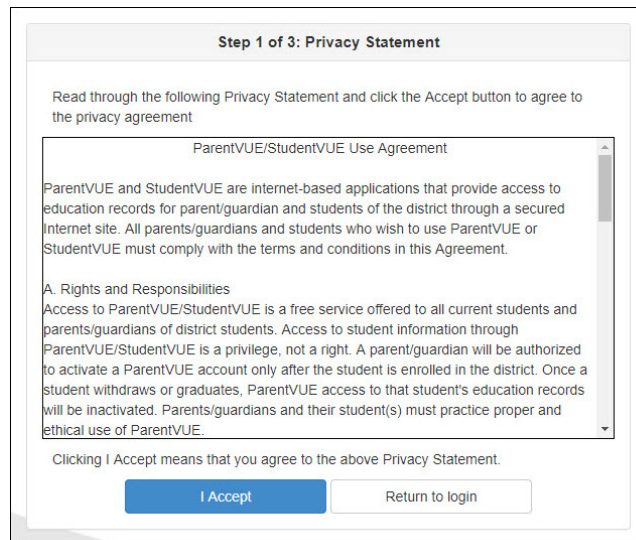 Step 1 of 3: Privacy Statement
Read through the following Privacy Statement and click the Accept button to agree to
the privacy agreement
ParentVUE/StudentVUE Use Agreement
ParentVUE and StudentVUE are internet-based applications that provide access to
education records for parent/guardian and students of the district through a secured
Internet site. All parents/guardians and students who wish to use ParentVUE or
StudentVUE must comply with the terms and conditions in this Agreement.
A. Rights and Responsibilities
Access to ParentVUE/StudentVUE is a free service offered to all current students and
parents/guardians of district students. Access to student information through
ParentVUE/StudentVUE is a privilege, not a right. A parent/guardian will be authorized
to activate a ParentVUE account only after the student is enrolled in the district. Once a
student withdraws or graduates, ParentVUE access to that student's education records
will be inactivated. Parents/guardians and their student(s) must practice proper and
ethical use of ParentVUE.
Clicking I Accept means that you agree to the above Privacy Statement.
I Accept
Return to login